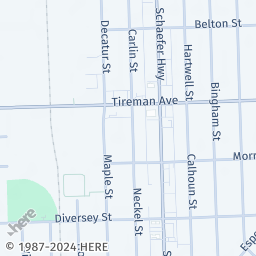 Belton St
Decatur St
Carlin St
Schaefer Hwy
Hartwell St
Bingham St
Tireman Ave
Maple St
Neckel St
Calhoun St
Morr
Diversey St
S
Espo
here
© 1987-2024 HERE